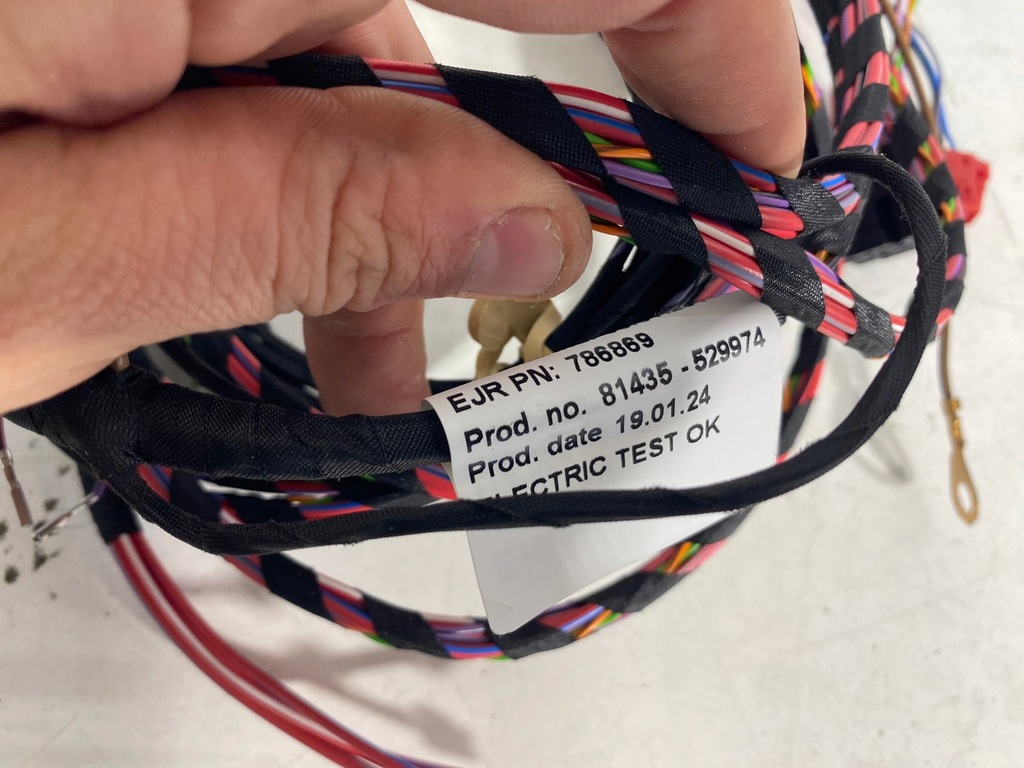 EJR PN: 786869
Prod. no. 81435 - 529974
Prod. date 19.01.24
ELECTRIC TEST OK